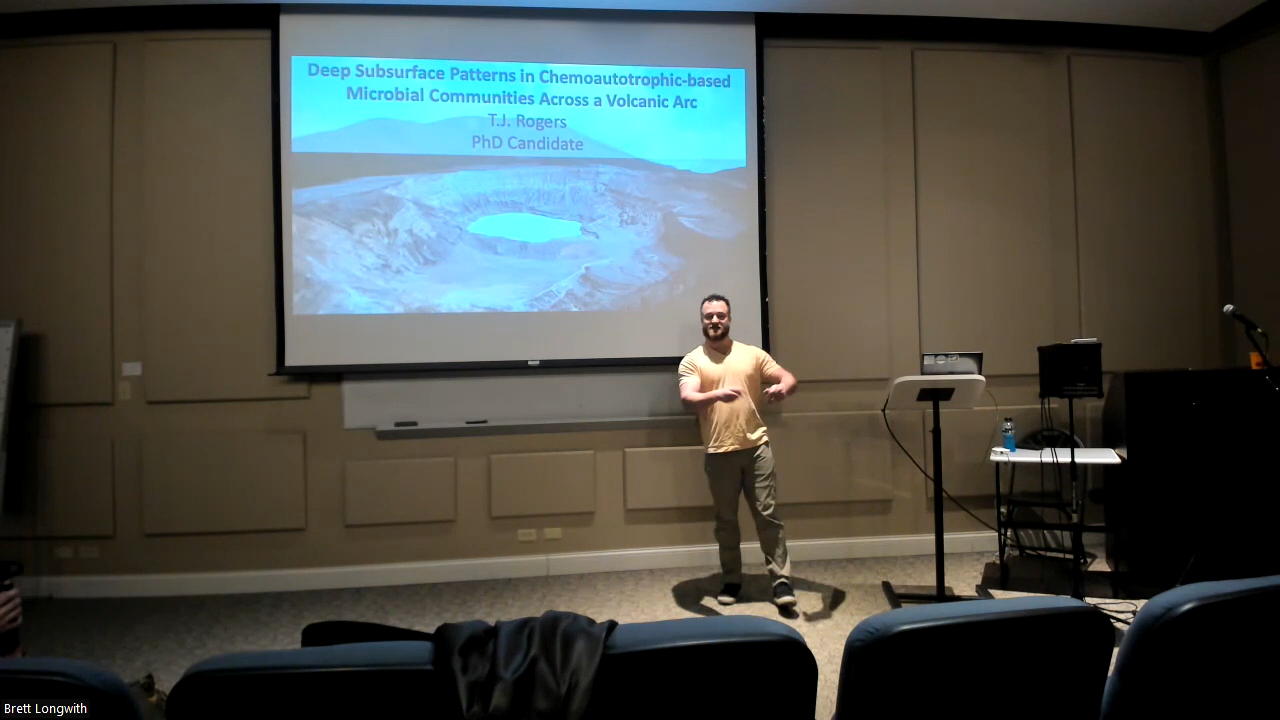 Deep Subsurface Patterns in Chemoautotrophic-based
Microbial Communities Across a Volcanic Arc
T.J. Rogers
PhD Candidate
Brett Longwith